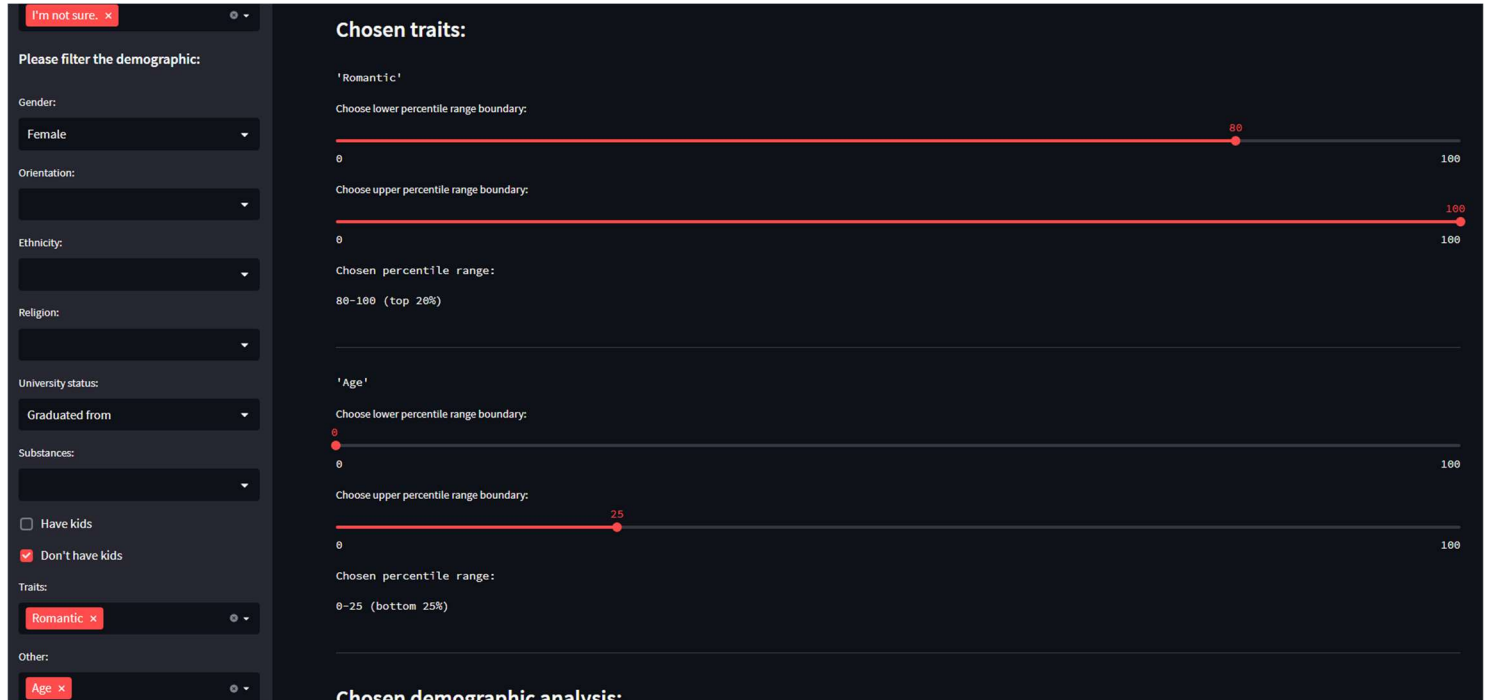 I'm not sure. ×
Please filter the demographic:
Gender:
Female
Orientation:
Ethnicity:
Religion:
University status:
Graduated from
Substances:
Have kids
Don't have kids
Traits:
Romantic ×
Other:
Age ×
Chosen traits:
'Romantic'
Choose lower percentile range boundary:
80
0 100
Choose upper percentile range boundary:
100
0 100
Chosen percentile range:
80-100 (top 20%)
'Age'
Choose lower percentile range boundary:
0
0 100
Choose upper percentile range boundary:
25
0 100
Chosen percentile range:
0-25 (bottom 25%)
Chosen demographic analysis: